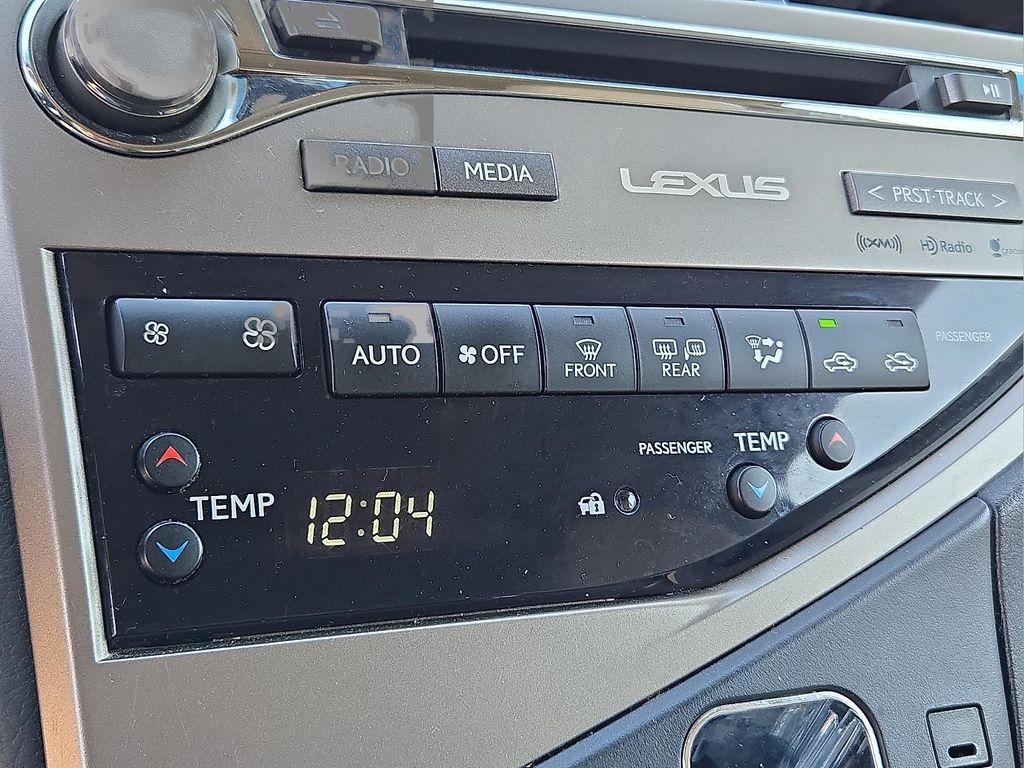 RADIO
MEDIA
LEXUS
< PRST·TRACK >
((XM))
HD Radio
AUTO
OFF
FRONT
REAR
PASSENGER
PASSENGER
TEMP
TEMP
12:04